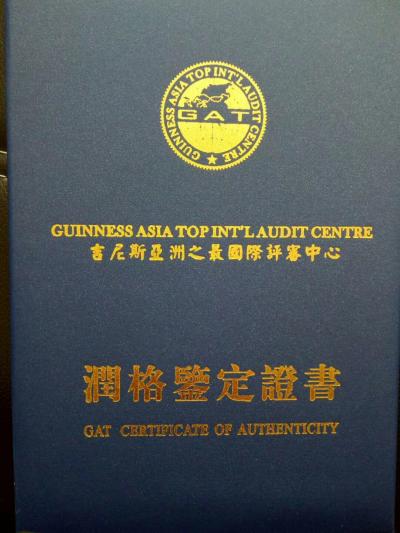 GUINNESS ASIA TOP INT'L AUDIT CENTRE
GAT
GUINNESS ASIA TOP INT'L AUDIT CENTRE
吉尼斯亞洲之最國際評審中心
潤格鑒定證書
GAT CERTIFICATE OF AUTHENTICITY